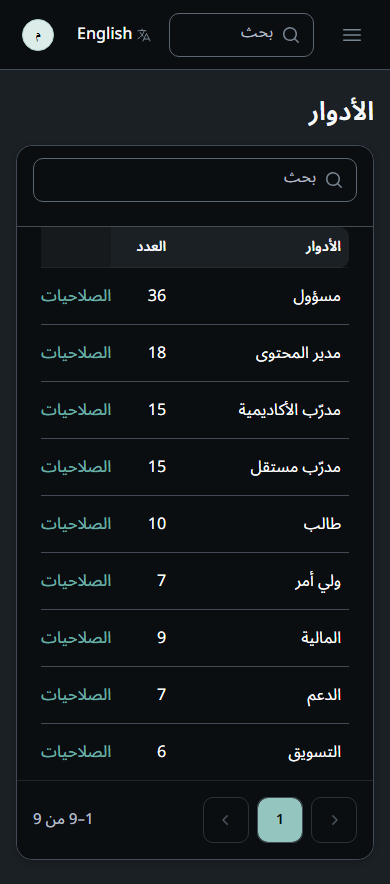 بحث English م
الأدوار
بحث
الأدوار العدد
مسؤول 36 الصلاحيات
مدير المحتوى 18 الصلاحيات
مدرّب الأكاديمية 15 الصلاحيات
مدرّب مستقل 15 الصلاحيات
طالب 10 الصلاحيات
ولي أمر 7 الصلاحيات
المالية 9 الصلاحيات
الدعم 7 الصلاحيات
التسويق 6 الصلاحيات
1 1–9 من 9